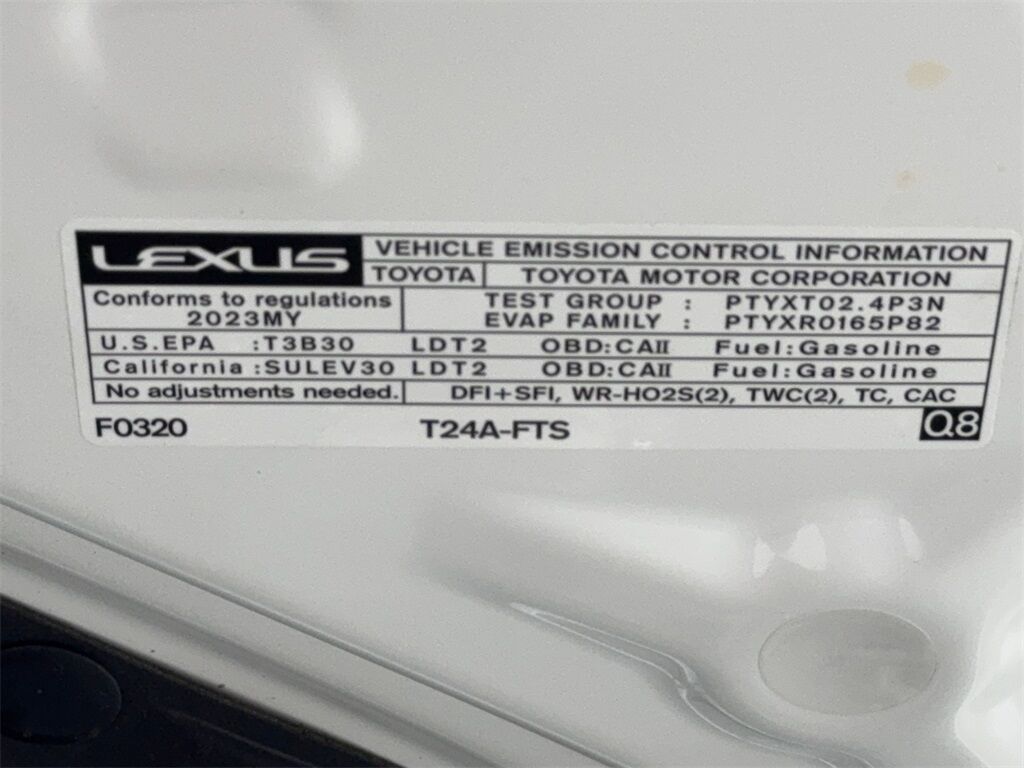 LEXUS VEHICLE EMISSION CONTROL INFORMATION
TOYOTA TOYOTA MOTOR CORPORATION
Conforms to regulations TEST GROUP : PTYXT02.4P3N
2023MY EVAP FAMILY : PTYXR0165P82
U.S.EPA :T3B30 LDT2 OBD:CAII Fuel:Gasoline
California :SULEV30 LDT2 OBD:CAII Fuel:Gasoline
No adjustments needed. DFI+SFI, WR-HO2S(2), TWC(2), TC, CAC
F0320 T24A-FTS Q8